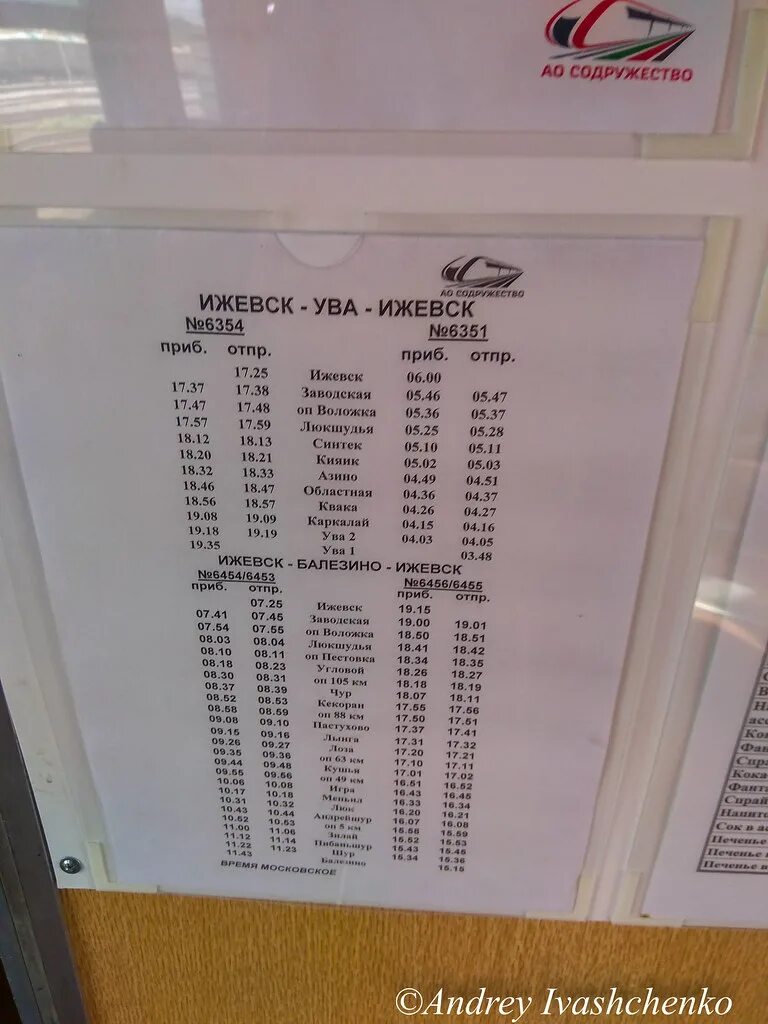 АО СОДРУЖЕСТВО
АО СОДРУЖЕСТВО
ИЖЕВСК - УВА - ИЖЕВСК
№6354 №6351
приб. отпр. приб. отпр.
17.25 Ижевск 06.00
17.37 17.38 Заводская 05.46 05.47
17.47 17.48 оп Воложка 05.36 05.37
17.57 17.59 Люкшудья 05.25 05.28
18.12 18.13 Синтек 05.10 05.11
18.20 18.21 Кияик 05.02 05.03
18.32 18.33 Азино 04.49 04.51
18.46 18.47 Областная 04.36 04.37
18.56 18.57 Квака 04.26 04.27
19.08 19.09 Каркалай 04.15 04.16
19.18 19.19 Ува 2 04.03 04.05
19.35 Ува 1 03.48
ИЖЕВСК - БАЛЕЗИНО - ИЖЕВСК
№6454/6453 №6456/6455
приб. отпр. приб. отпр.
07.25 Ижевск 19.15
07.41 07.45 Заводская 19.00 19.01
07.54 07.55 оп Воложка 18.50 18.51
08.03 08.04 Люкшудья 18.41 18.42
08.10 08.11 оп Пестовка 18.34 18.35
08.18 08.23 Угловой 18.26 18.27
08.30 08.31 оп 105 км 18.18 18.19
08.37 08.39 Чур 18.07 18.11
08.52 08.53 Кекоран 17.55 17.56
08.58 08.59 оп 88 км 17.50 17.51
09.08 09.10 Пастухово 17.37 17.41
09.15 09.16 Лынга 17.31 17.32
09.26 09.27 Лоза 17.20 17.21
09.35 09.36 оп 63 км 17.10 17.11
09.44 09.48 Кушья 17.01 17.02
09.55 09.56 оп 49 км 16.51 16.52
10.06 10.08 Игра 16.43 16.45
10.17 10.18 Меньил 16.33 16.34
10.31 10.32 Люк 16.20 16.21
10.43 10.44 Андрейшур 16.07 16.08
10.52 10.53 оп 5 км 15.58 15.59
11.00 11.06 Зилай 15.52 15.53
11.12 11.14 Пибаньшур 15.43 15.45
11.22 11.23 Шур 15.34 15.36
11.43 Балезино 15.15
ВРЕМЯ МОСКОВСКОЕ
Кока
Фанта
Спрайт
Сок в ас
Печенье
Печенье и
Печенье в
©Andrey Ivashchenko